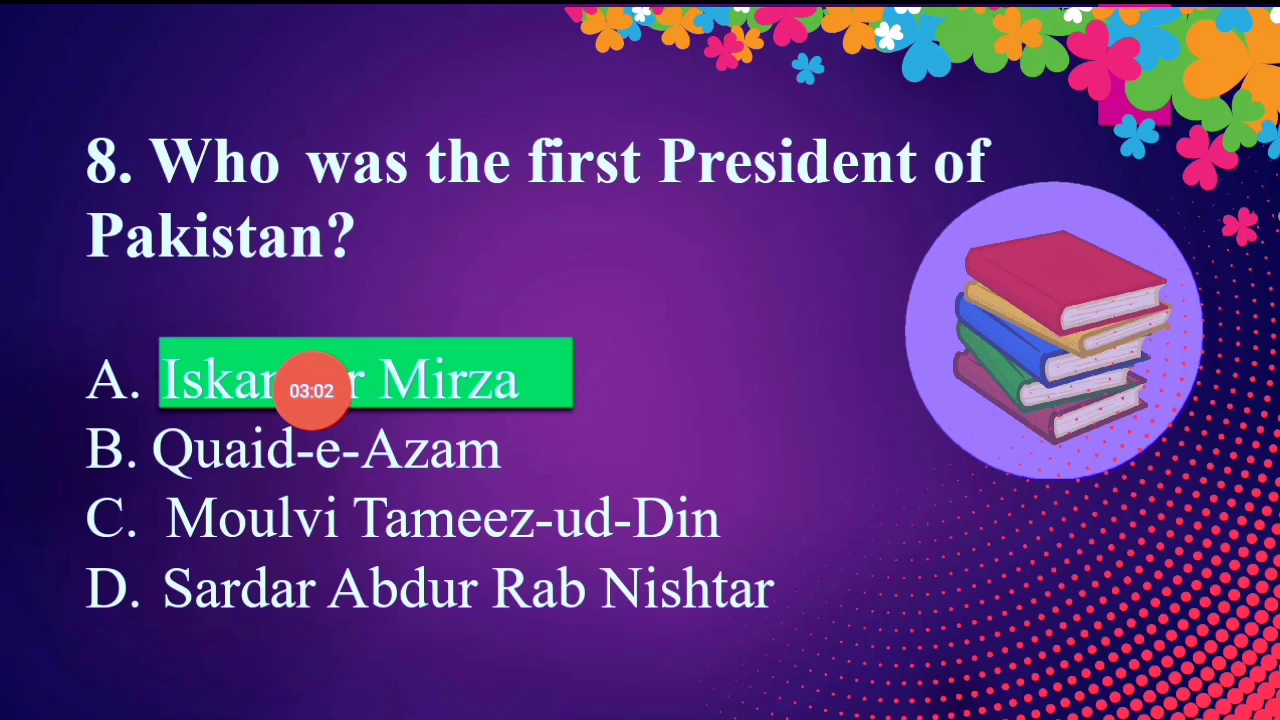 8. Who was the first President of
Pakistan?
A. Iskander Mirza
03:02
B. Quaid-e-Azam
C. Moulvi Tameez-ud-Din
D. Sardar Abdur Rab Nishtar